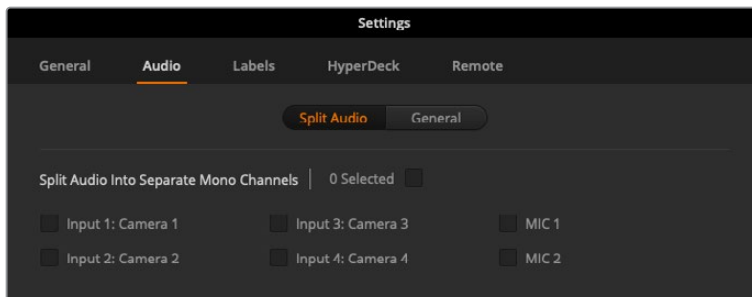 Settings
General Audio Labels HyperDeck Remote
Split Audio General
Split Audio Into Separate Mono Channels | 0 Selected
Input 1: Camera 1 Input 3: Camera 3 MIC 1
Input 2: Camera 2 Input 4: Camera 4 MIC 2